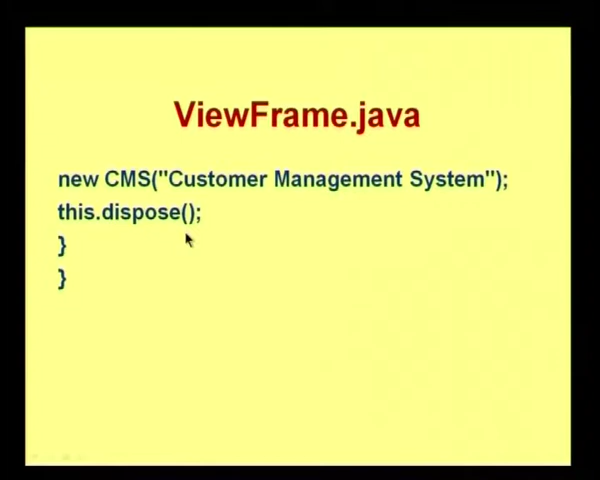 ViewFrame.java
new CMS("Customer Management System");
this.dispose();
}
}